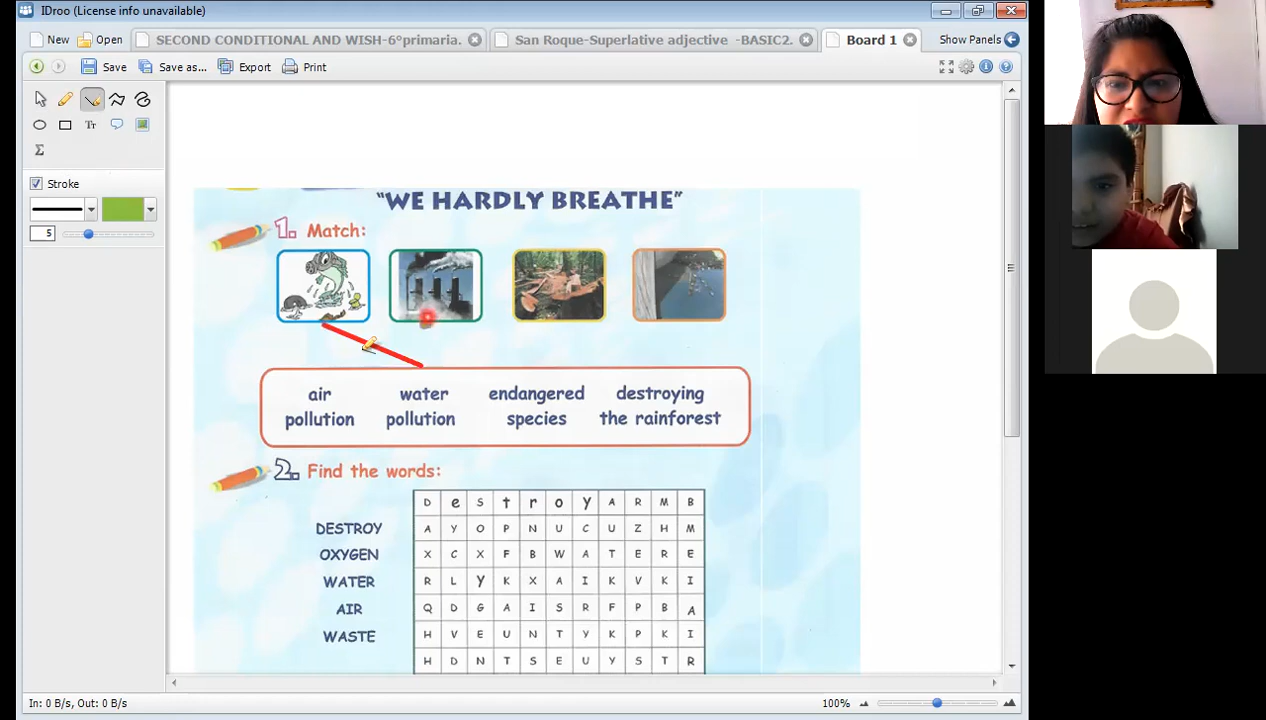 IDroo (License info unavailable)
New Open SECOND CONDITIONAL AND WISH-6°primaria. San Roque-Superlative adjective -BASIC2. Board 1 Show Panels
Save Save as... Export Print
Tr
Σ
Stroke
5
"WE HARDLY BREATHE"
1. Match:
air water endangered destroying
pollution pollution species the rainforest
2. Find the words:
D e S t r o y A R M B
DESTROY A Y O P N U C U Z H M
OXYGEN X C X F B W A T E R E
WATER R L y K X A I K V K I
AIR Q D G A I S R F P B A
WASTE H V E U N T Y K P K I
H D N T S E U Y S T R
In: 0 B/s, Out: 0 B/s 100%